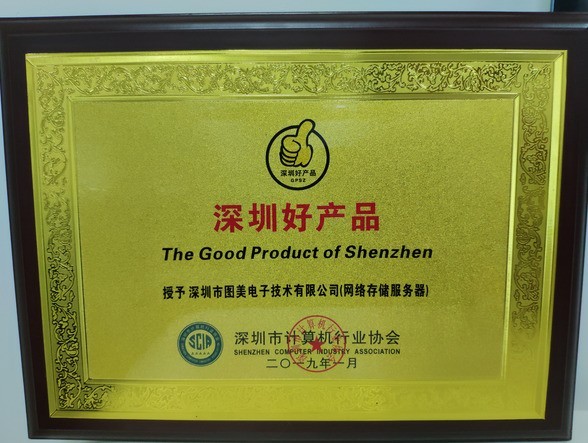 深圳好产品
GPSZ
深圳好产品
The Good Product of Shenzhen
授予 深圳市图美电子技术有限公司(网络存储服务器)
SCIA
深圳市计算机行业协会
SHENZHEN COMPUTER INDUSTRY ASSOCIATION
二〇一九年一月